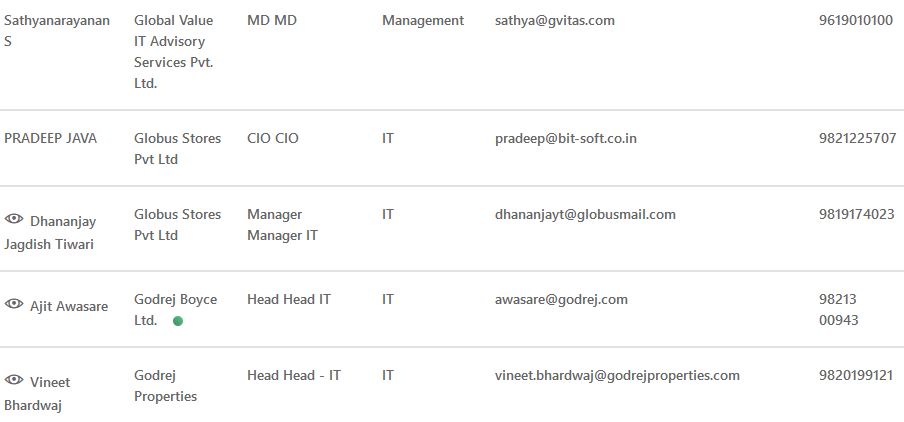 Sathyanarayanan Global Value MD MD Management sathya@gvitas.com 9619010100
S IT Advisory
Services Pvt.
Ltd.
PRADEEP JAVA Globus Stores CIO CIO IT pradeep@bit-soft.co.in 9821225707
Pvt Ltd
Dhananjay Globus Stores Manager IT dhananjayt@globusmail.com 9819174023
Jagdish Tiwari Pvt Ltd Manager IT
Ajit Awasare Godrej Boyce Head Head IT IT awasare@godrej.com 98213
Ltd. 00943
Vineet Godrej Head Head - IT IT vineet.bhardwaj@godrejproperties.com 9820199121
Bhardwaj Properties